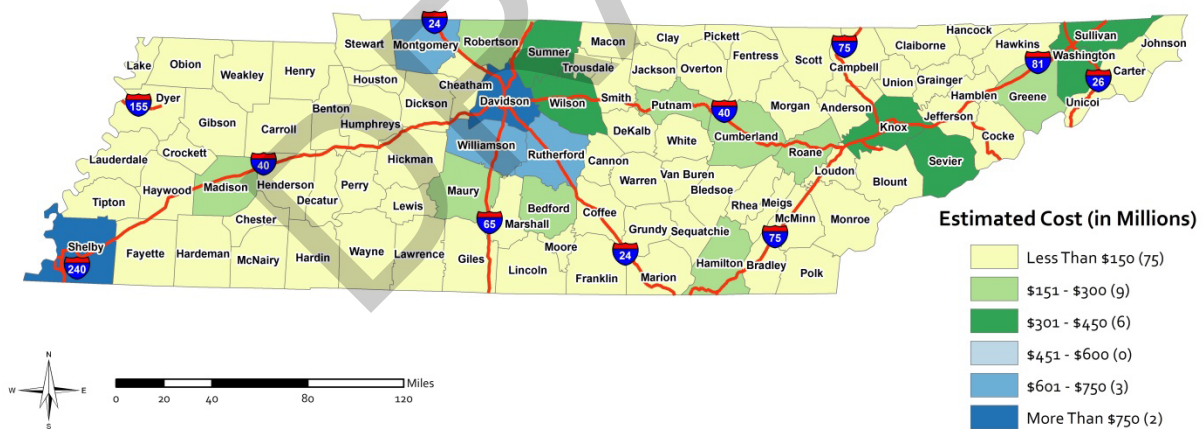 24
75
81
26
155
40
40
65
24
75
240
Stewart
Montgomery
Robertson
Sumner
Macon
Clay
Pickett
Hancock
Sullivan
Johnson
Lake
Obion
Weakley
Henry
Houston
Cheatham
Trousdale
Jackson
Overton
Fentress
Scott
Campbell
Claiborne
Hawkins
Washington
Carter
Dyer
Gibson
Carroll
Benton
Humphreys
Dickson
Davidson
Wilson
Smith
Putnam
Morgan
Anderson
Union
Grainger
Hamblen
Greene
Unicoi
Lauderdale
Crockett
Haywood
Madison
Henderson
Decatur
Perry
Hickman
Williamson
Rutherford
Cannon
DeKalb
White
Cumberland
Roane
Knox
Jefferson
Cocke
Sevier
Tipton
Chester
Lewis
Maury
Bedford
Coffee
Warren
Van Buren
Bledsoe
Rhea
Meigs
Loudon
McMinn
Blount
Monroe
Shelby
Fayette
Hardeman
McNairy
Hardin
Wayne
Lawrence
Giles
Marshall
Moore
Lincoln
Franklin
Grundy
Sequatchie
Marion
Hamilton
Bradley
Polk
Estimated Cost (in Millions)
Less Than $150 (75)
$151 - $300 (9)
$301 - $450 (6)
$451 - $600 (0)
$601 - $750 (3)
More Than $750 (2)
N
W E
S
Miles
0 20 40 80 120